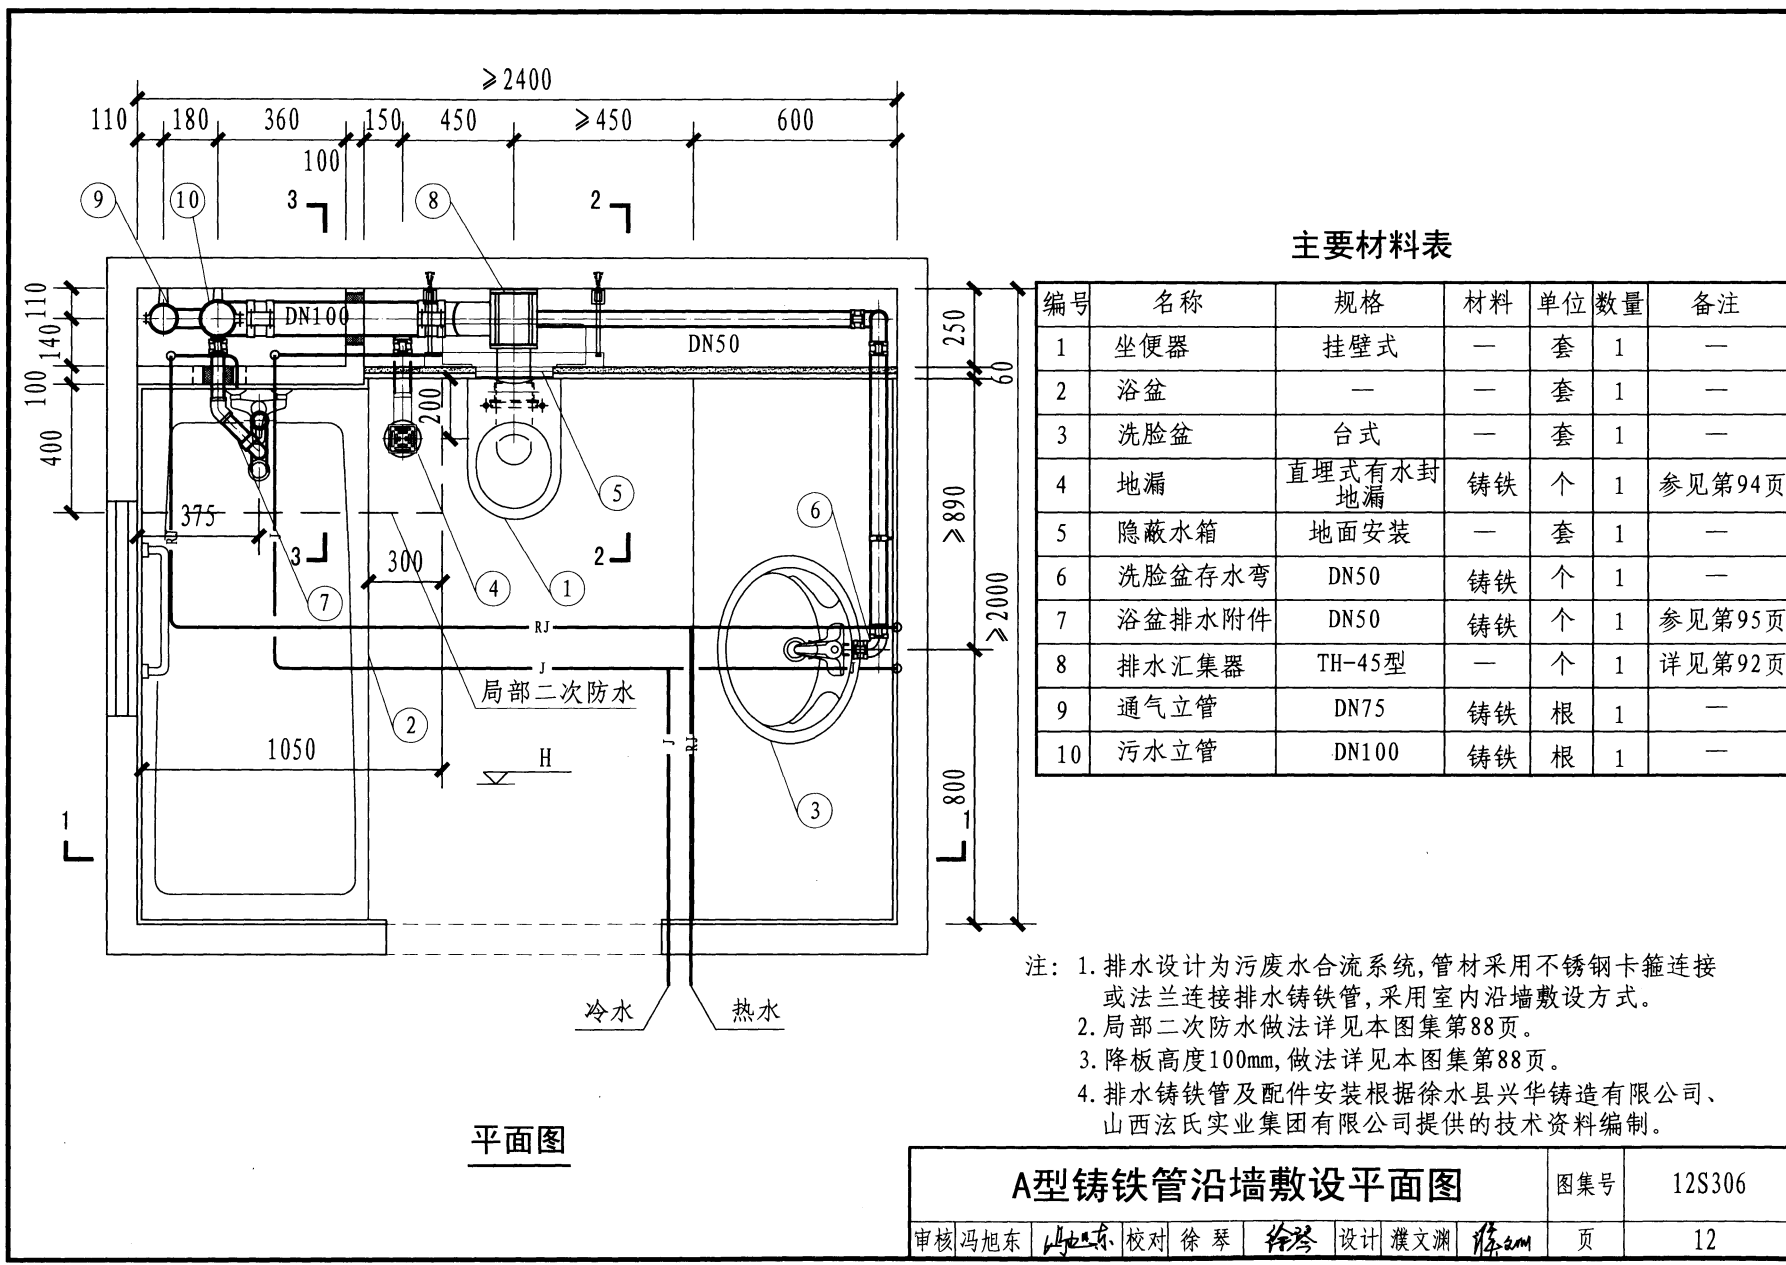 ≥2400
110 180 360 150 450 ≥450 600
100
3 2
9 10 8
主要材料表
编号 名称 规格 材料 单位 数量 备注
1 坐便器 挂壁式 — 套 1 —
2 浴盆 — — 套 1 —
3 洗脸盆 台式 — 套 1 —
4 地漏 直埋式有水封地漏 铸铁 个 1 参见第94页
5 隐蔽水箱 地面安装 — 套 1 —
6 洗脸盆存水弯 DN50 铸铁 个 1 —
7 浴盆排水附件 DN50 铸铁 个 1 参见第95页
8 排水汇集器 TH-45型 — 个 1 详见第92页
9 通气立管 DN75 铸铁 根 1 —
10 污水立管 DN100 铸铁 根 1 —
110
140
100
400
DN100
DN50
250
60
200
5
6
≥890
375
RJ
J
3 2
300
7 4 1
≥2000
RJ
J
局部二次防水
2
J
RJ
1050
H
3
800
1 1
冷水 热水
平面图
注: 1.排水设计为污废水合流系统,管材采用不锈钢卡箍连接
或法兰连接排水铸铁管,采用室内沿墙敷设方式。
2.局部二次防水做法详见本图集第88页。
3.降板高度100mm,做法详见本图集第88页。
4.排水铸铁管及配件安装根据徐水县兴华铸造有限公司、
山西泫氏实业集团有限公司提供的技术资料编制。
A型铸铁管沿墙敷设平面图 图集号 12S306
审核 冯旭东 冯旭东 校对 徐琴 徐琴 设计 濮文渊 页 12